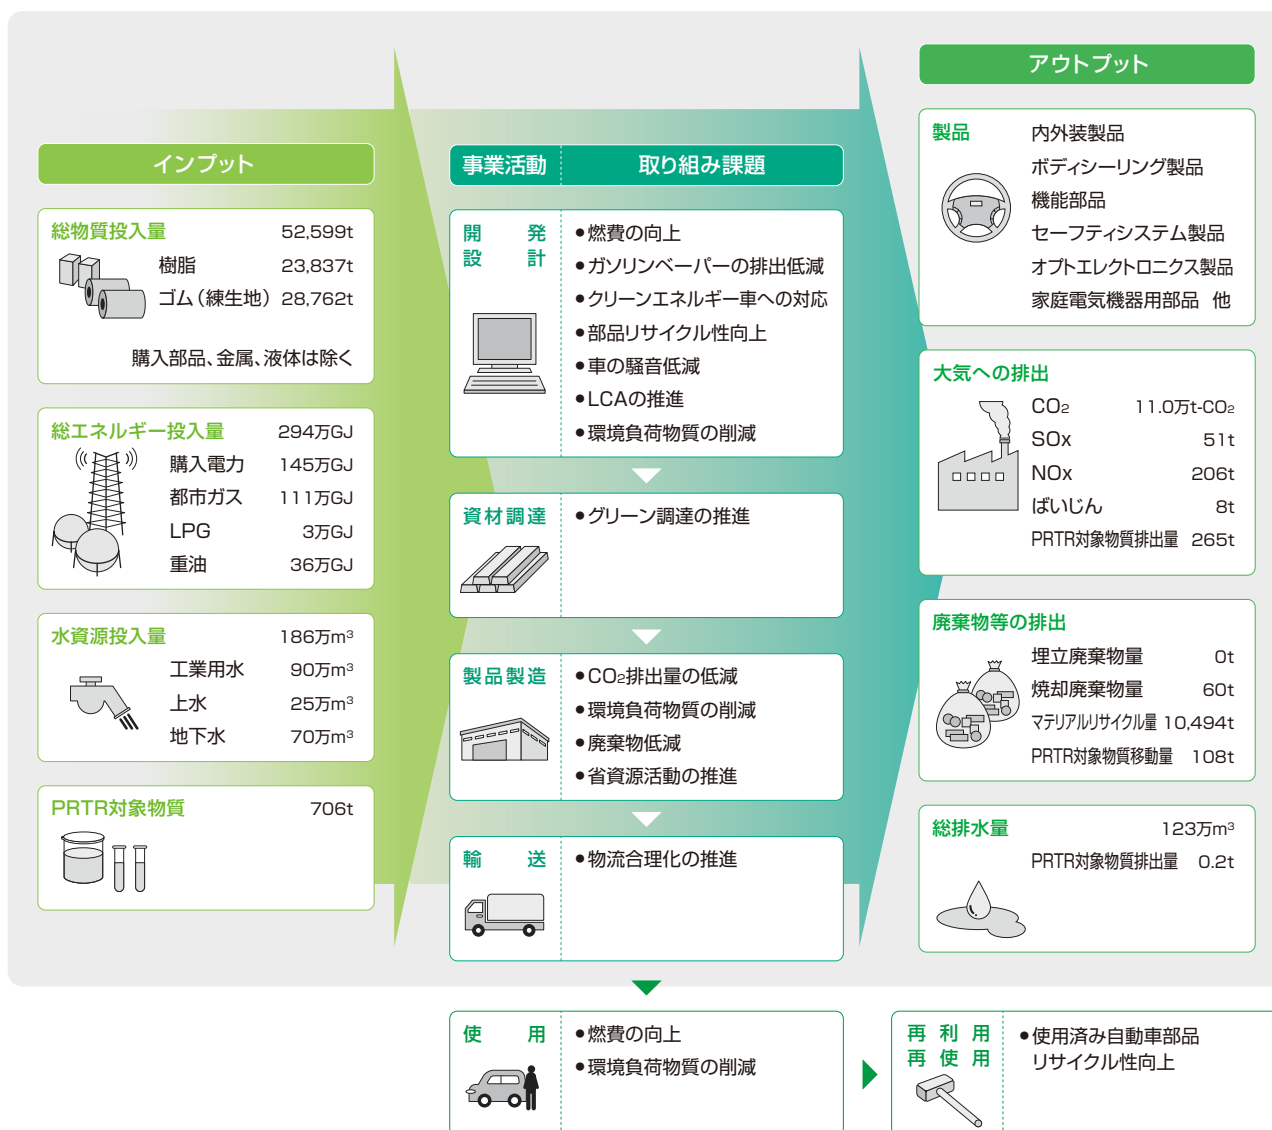 インプット
総物質投入量 52,599t
樹脂 23,837t
ゴム（練生地） 28,762t
購入部品、金属、液体は除く
総エネルギー投入量 294万GJ
購入電力 145万GJ
都市ガス 111万GJ
LPG 3万GJ
重油 36万GJ
水資源投入量 186万m³
工業用水 90万m³
上水 25万m³
地下水 70万m³
PRTR対象物質 706t
事業活動 取り組み課題
開発
設計
•燃費の向上
•ガソリンベーパーの排出低減
•クリーンエネルギー車への対応
•部品リサイクル性向上
•車の騒音低減
•LCAの推進
•環境負荷物質の削減
資材調達
•グリーン調達の推進
製品製造
•CO₂排出量の低減
•環境負荷物質の削減
•廃棄物低減
•省資源活動の推進
輸送
•物流合理化の推進
使用
•燃費の向上
•環境負荷物質の削減
再利用
再使用
•使用済み自動車部品
リサイクル性向上
アウトプット
製品
内外装製品
ボディシーリング製品
機能部品
セーフティシステム製品
オプトエレクトロニクス製品
家庭電気機器用部品 他
大気への排出
CO₂ 11.0万t-CO₂
SOx 51t
NOx 206t
ばいじん 8t
PRTR対象物質排出量 265t
廃棄物等の排出
埋立廃棄物量 0t
焼却廃棄物量 60t
マテリアルリサイクル量 10,494t
PRTR対象物質移動量 108t
総排水量 123万m³
PRTR対象物質排出量 0.2t